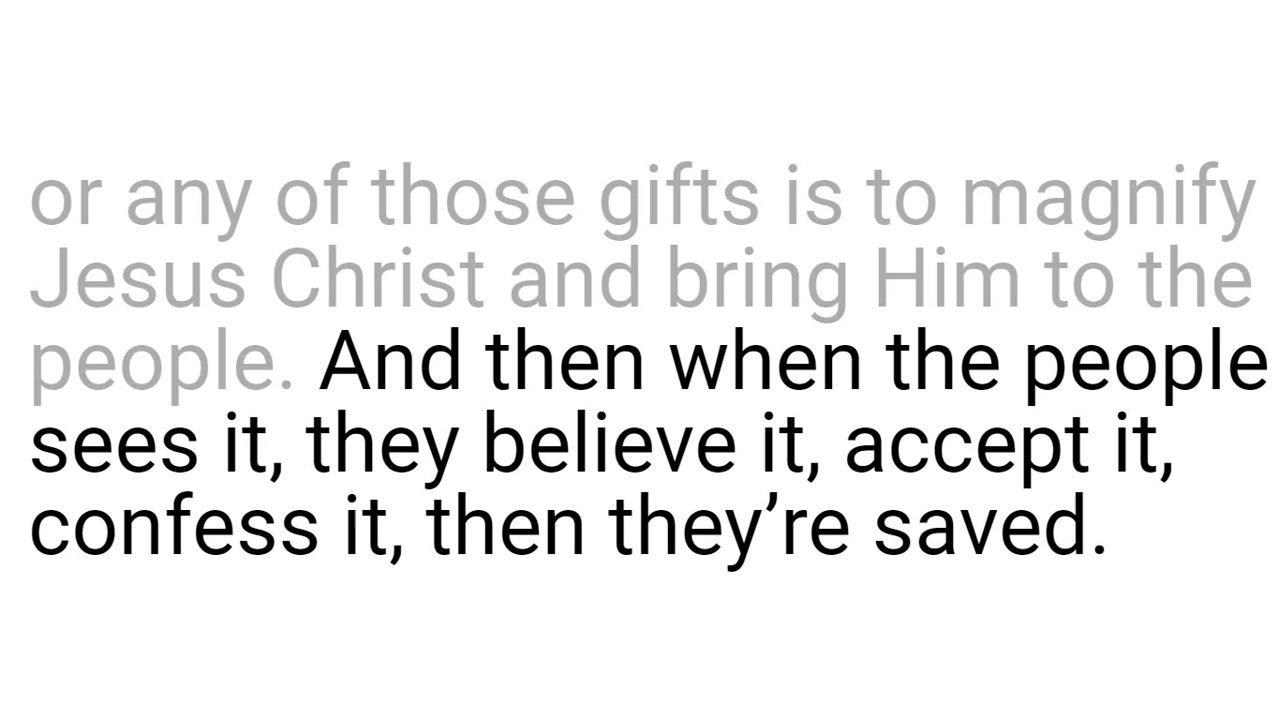 or any of those gifts is to magnify
Jesus Christ and bring Him to the
people. And then when the people
sees it, they believe it, accept it,
confess it, then they’re saved.